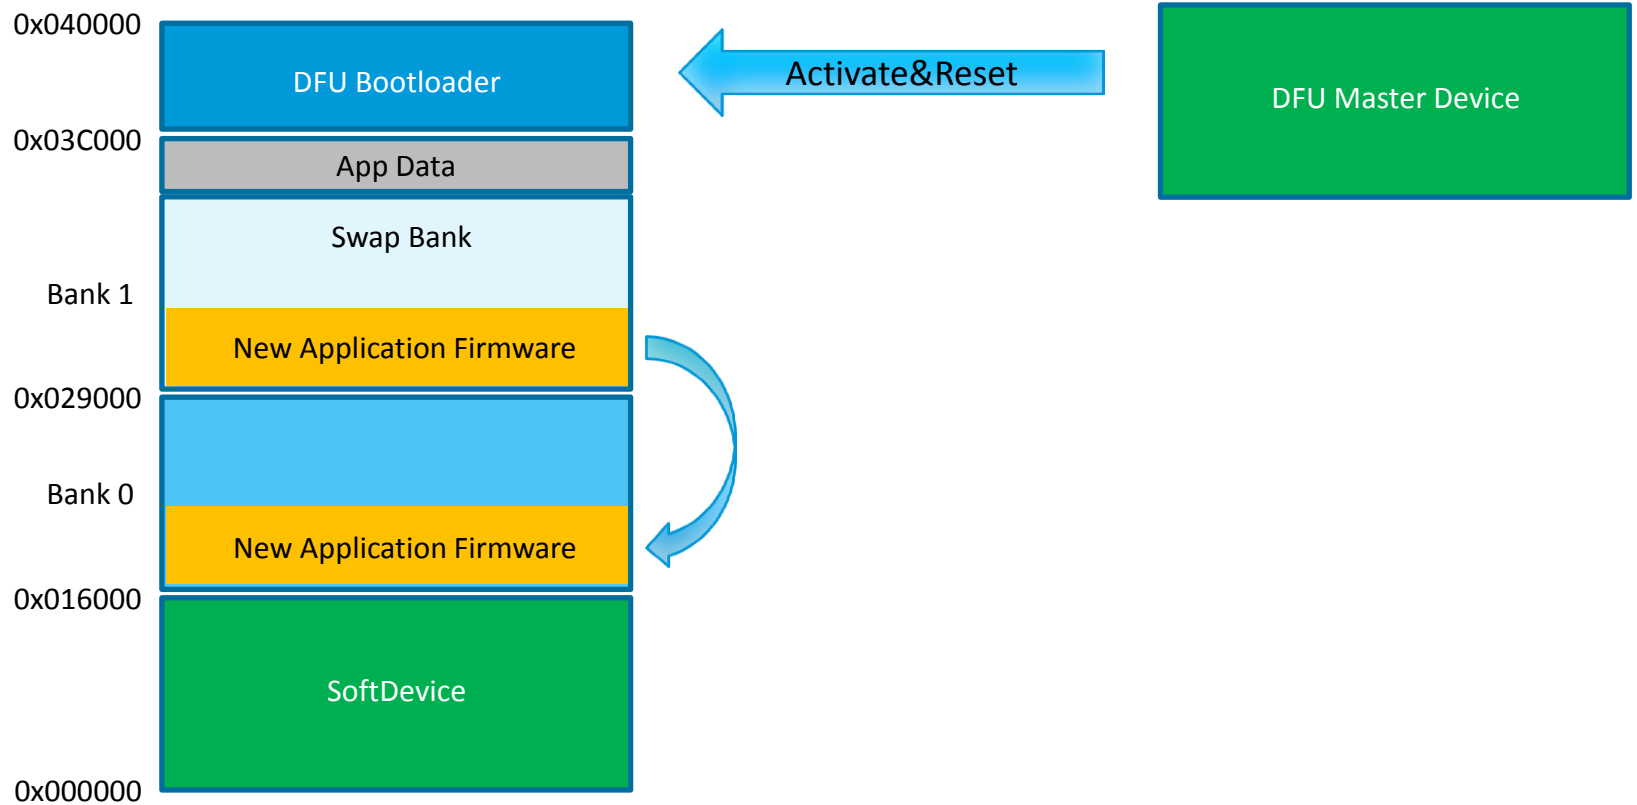 0x040000
DFU Bootloader
Activate&Reset
DFU Master Device
0x03C000
App Data
Swap Bank
Bank 1
New Application Firmware
0x029000
Bank 0
New Application Firmware
0x016000
SoftDevice
0x000000